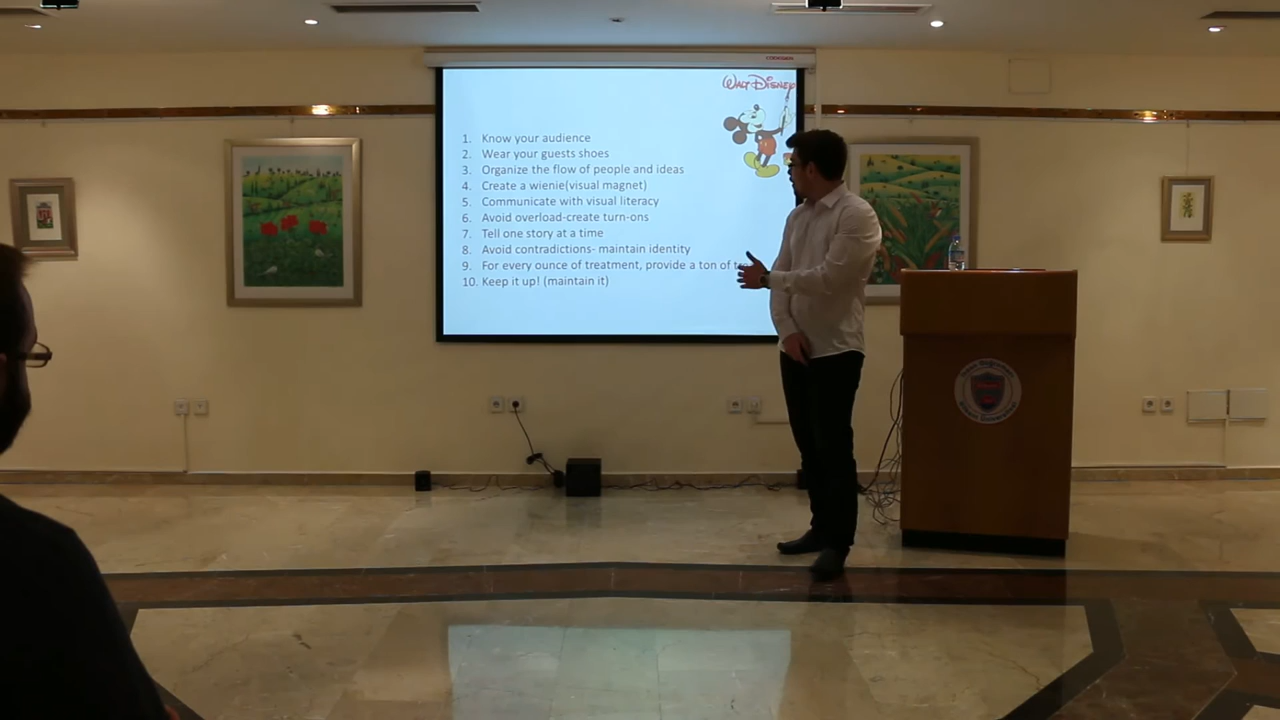 WALT DISNEY
1. Know your audience
2. Wear your guests shoes
3. Organize the flow of people and ideas
4. Create a wienie(visual magnet)
5. Communicate with visual literacy
6. Avoid overload-create turn-ons
7. Tell one story at a time
8. Avoid contradictions- maintain identity
9. For every ounce of treatment, provide a ton of
10. Keep it up! (maintain it)